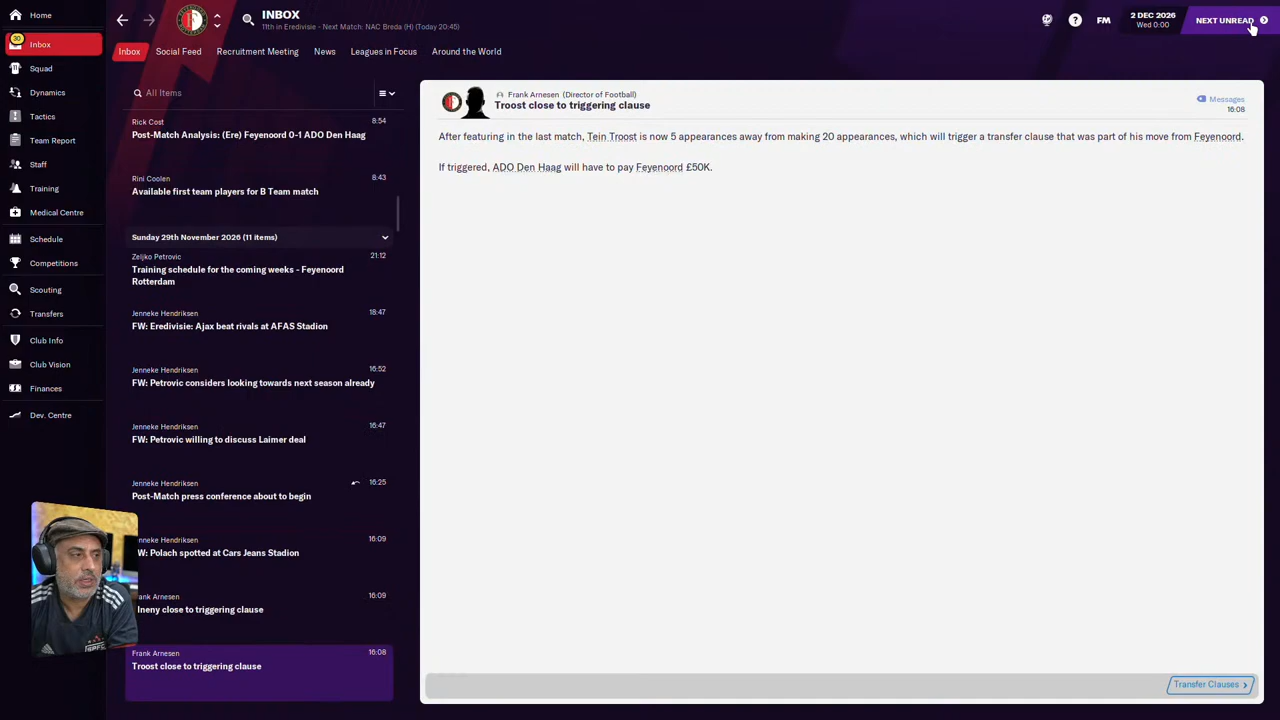 Home
INBOX
11th in Eredivisie - Next Match: NAC Breda (H) (Today 20:45)
FM
2 DEC 2026
Wed 0:00
NEXT UNREAD
30
Inbox
Squad
Dynamics
Tactics
Team Report
Staff
Training
Medical Centre
Schedule
Competitions
Scouting
Transfers
Club Info
Club Vision
Finances
Dev. Centre
Inbox
Social Feed
Recruitment Meeting
News
Leagues in Focus
Around the World
All Items
Rick Cost
8:54
Post-Match Analysis: (Ere) Feyenoord 0-1 ADO Den Haag
Rini Coolen
8:43
Available first team players for B Team match
Sunday 29th November 2026 (11 items)
Zeljko Petrovic
21:12
Training schedule for the coming weeks - Feyenoord
Rotterdam
Jenneke Hendriksen
18:47
FW: Eredivisie: Ajax beat rivals at AFAS Stadion
Jenneke Hendriksen
16:52
FW: Petrovic considers looking towards next season already
Jenneke Hendriksen
16:47
FW: Petrovic willing to discuss Laimer deal
Jenneke Hendriksen
16:25
Post-Match press conference about to begin
nneke Hendriksen
16:09
W: Polach spotted at Cars Jeans Stadion
ank Arnesen
16:09
lneny close to triggering clause
Frank Arnesen
16:08
Troost close to triggering clause
Frank Arnesen (Director of Football)
Troost close to triggering clause
Messages
16:08
After featuring in the last match, Tein Troost is now 5 appearances away from making 20 appearances, which will trigger a transfer clause that was part of his move from Feyenoord.
If triggered, ADO Den Haag will have to pay Feyenoord £50K.
Transfer Clauses